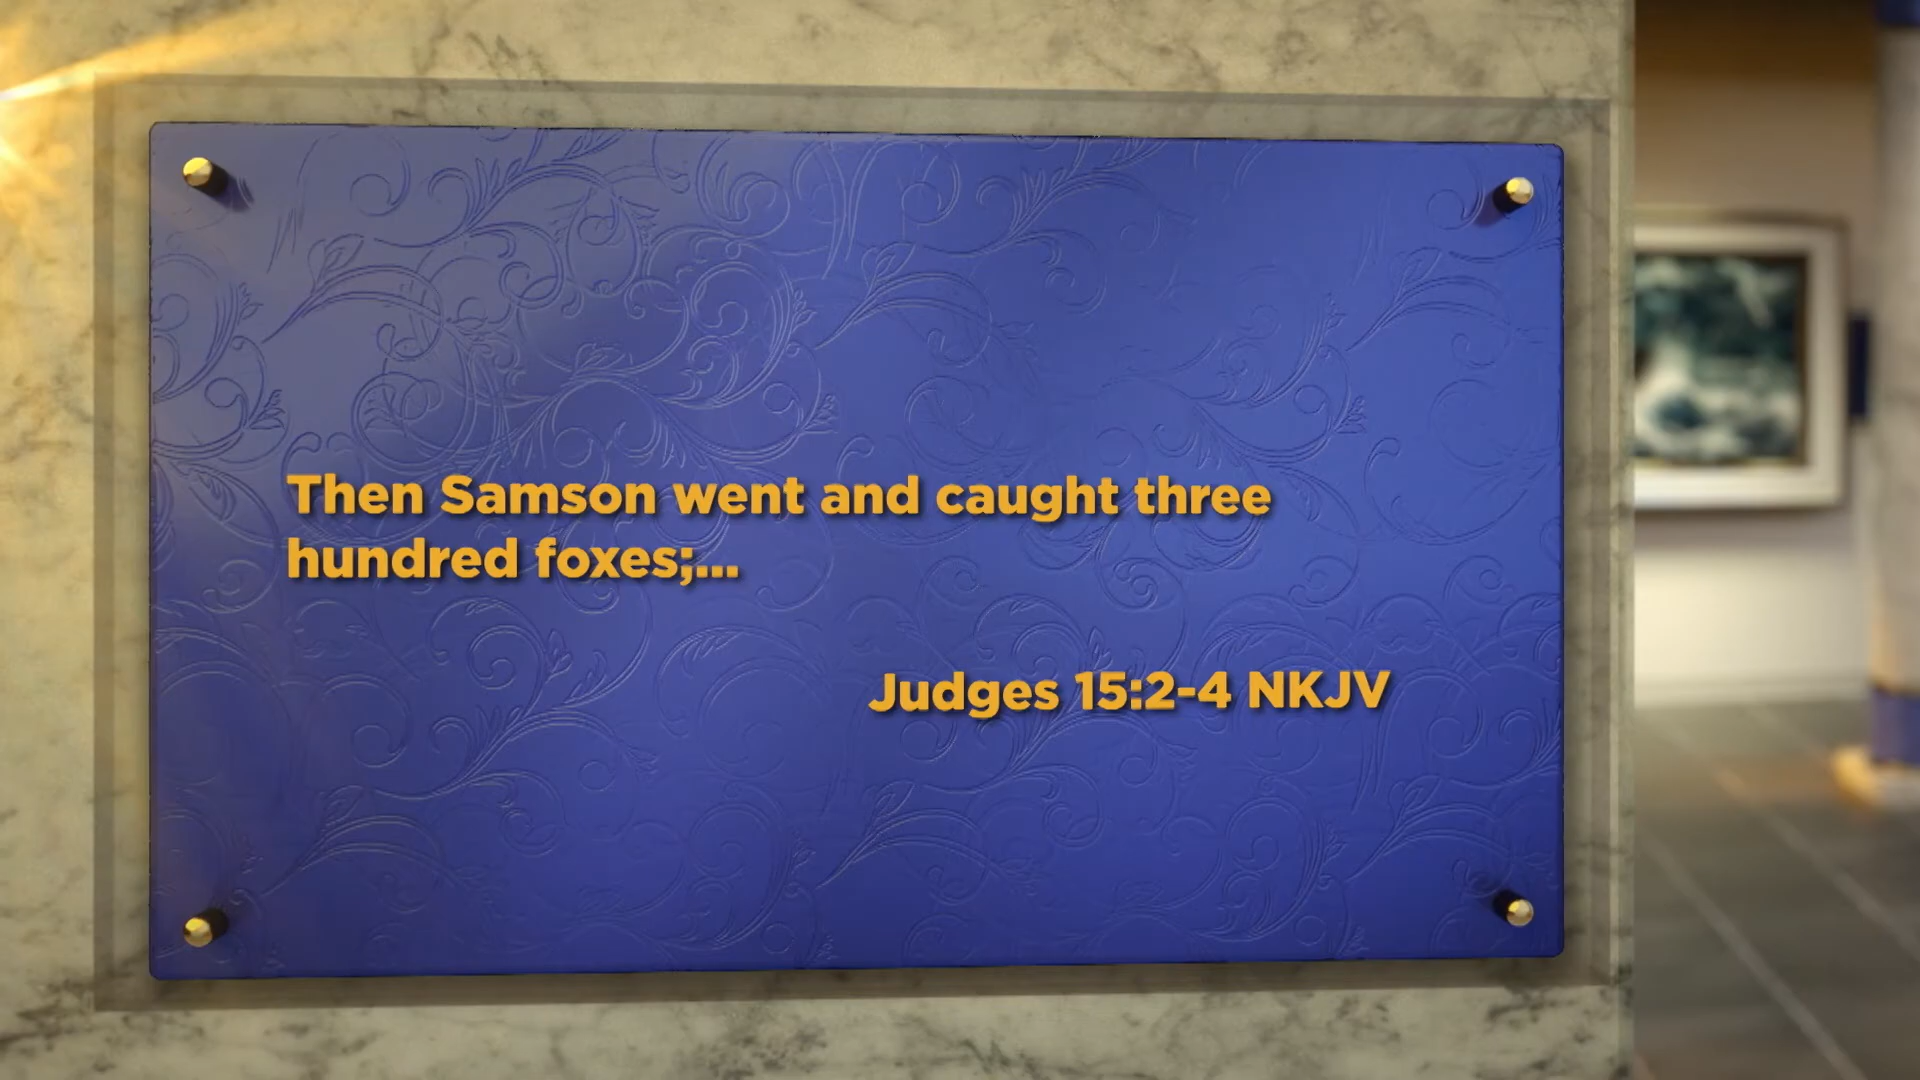 Then Samson went and caught three
hundred foxes;...
Judges 15:2-4 NKJV